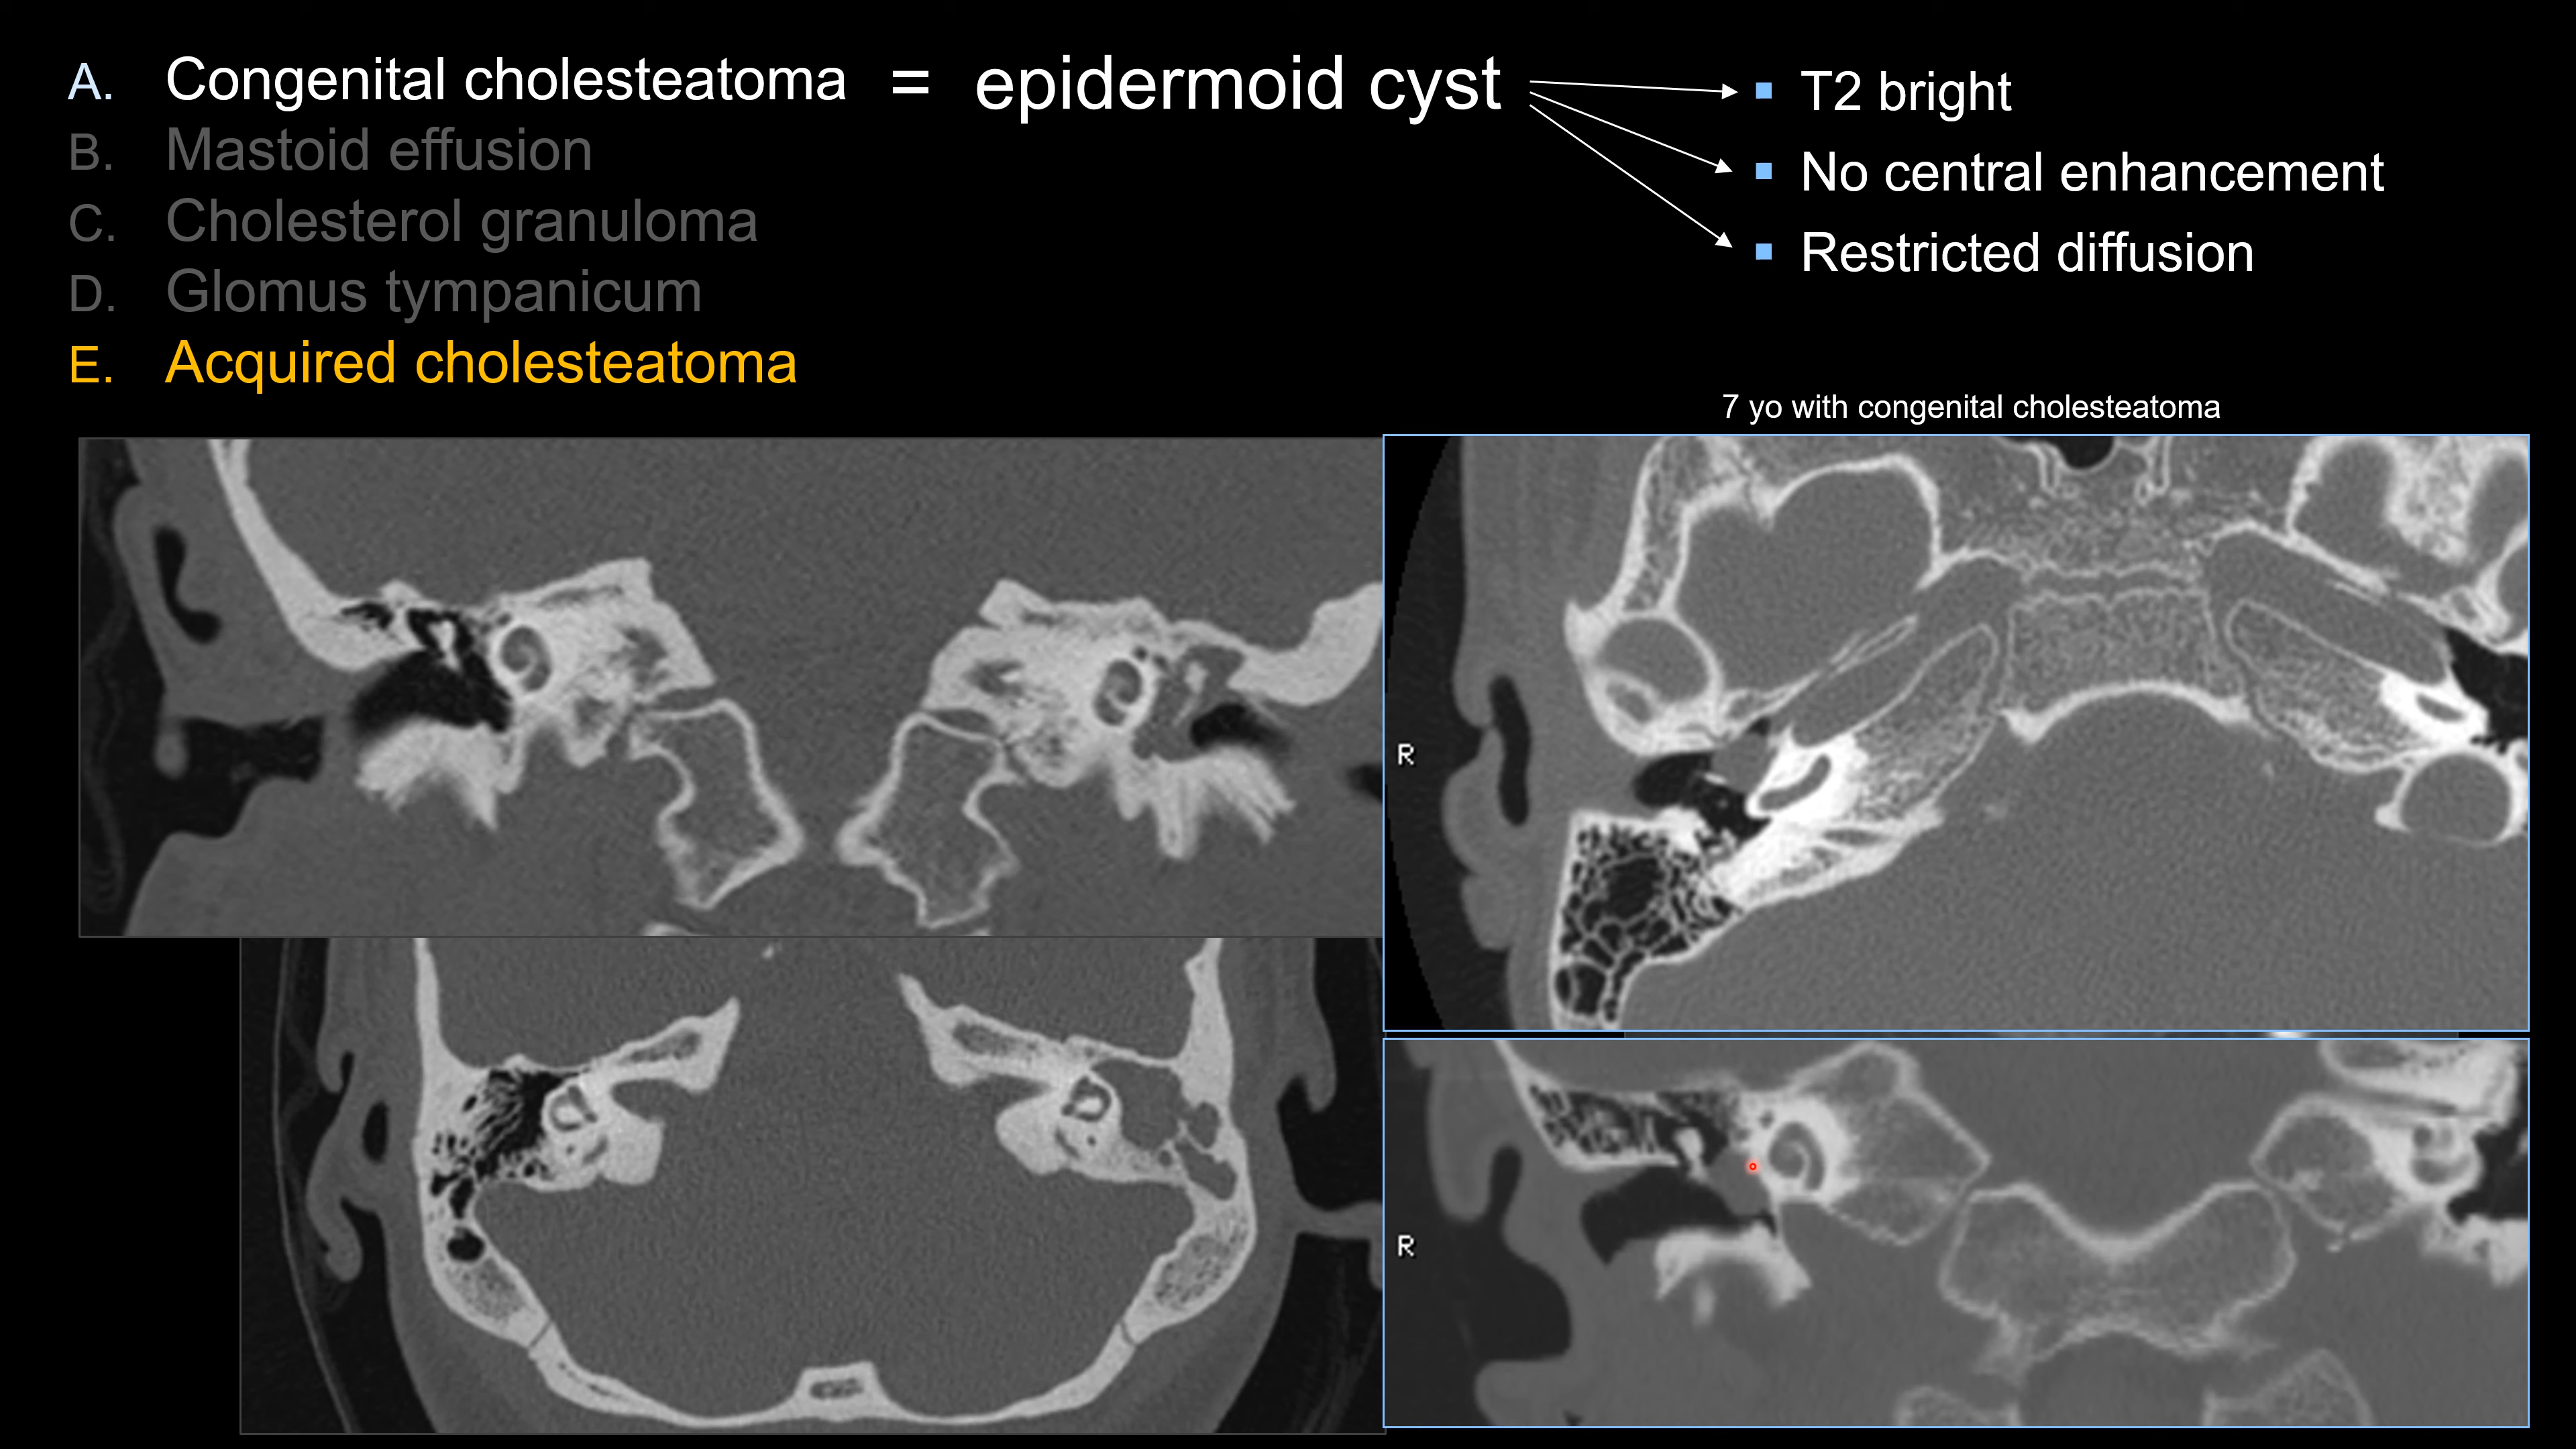 A. Congenital cholesteatoma = epidermoid cyst
▪ T2 bright
▪ No central enhancement
▪ Restricted diffusion
B. Mastoid effusion
C. Cholesterol granuloma
D. Glomus tympanicum
E. Acquired cholesteatoma
7 yo with congenital cholesteatoma
R
R